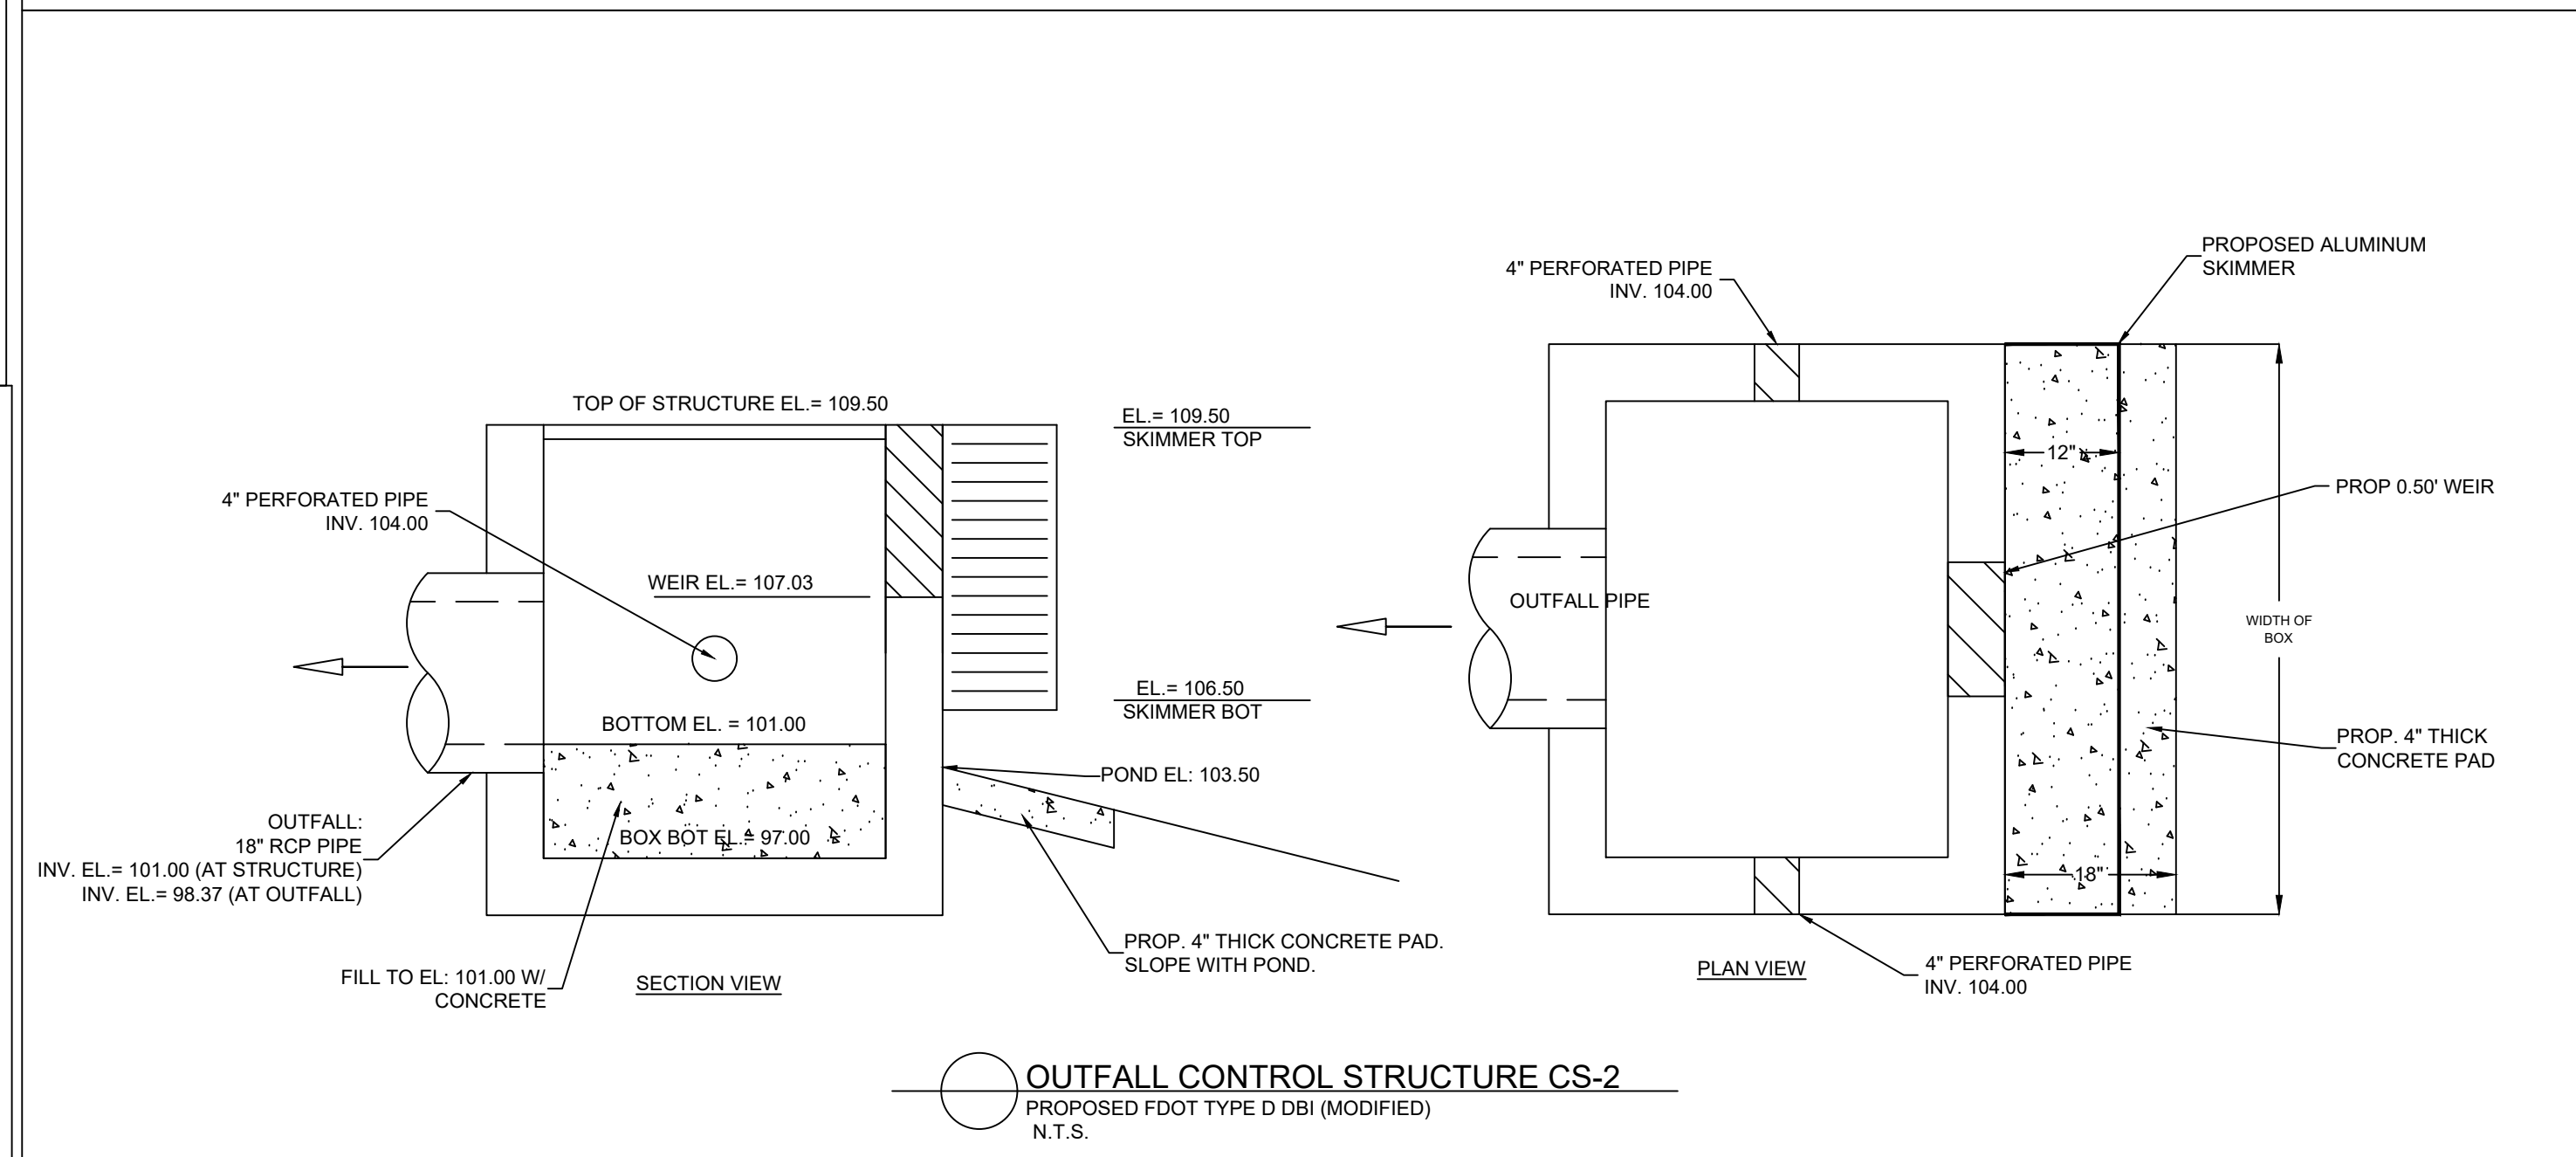 TOP OF STRUCTURE EL.= 109.50
4" PERFORATED PIPE
INV. 104.00
WEIR EL.= 107.03
BOTTOM EL. = 101.00
BOX BOT EL.= 97.00
OUTFALL:
18" RCP PIPE
INV. EL.= 101.00 (AT STRUCTURE)
INV. EL.= 98.37 (AT OUTFALL)
FILL TO EL: 101.00 W/
CONCRETE
SECTION VIEW
EL.= 109.50
SKIMMER TOP
EL.= 106.50
SKIMMER BOT
POND EL: 103.50
PROP. 4" THICK CONCRETE PAD.
SLOPE WITH POND.
4" PERFORATED PIPE
INV. 104.00
PROPOSED ALUMINUM
SKIMMER
12"
PROP 0.50' WEIR
OUTFALL PIPE
WIDTH OF
BOX
PROP. 4" THICK
CONCRETE PAD
18"
4" PERFORATED PIPE
INV. 104.00
PLAN VIEW
OUTFALL CONTROL STRUCTURE CS-2
PROPOSED FDOT TYPE D DBI (MODIFIED)
N.T.S.